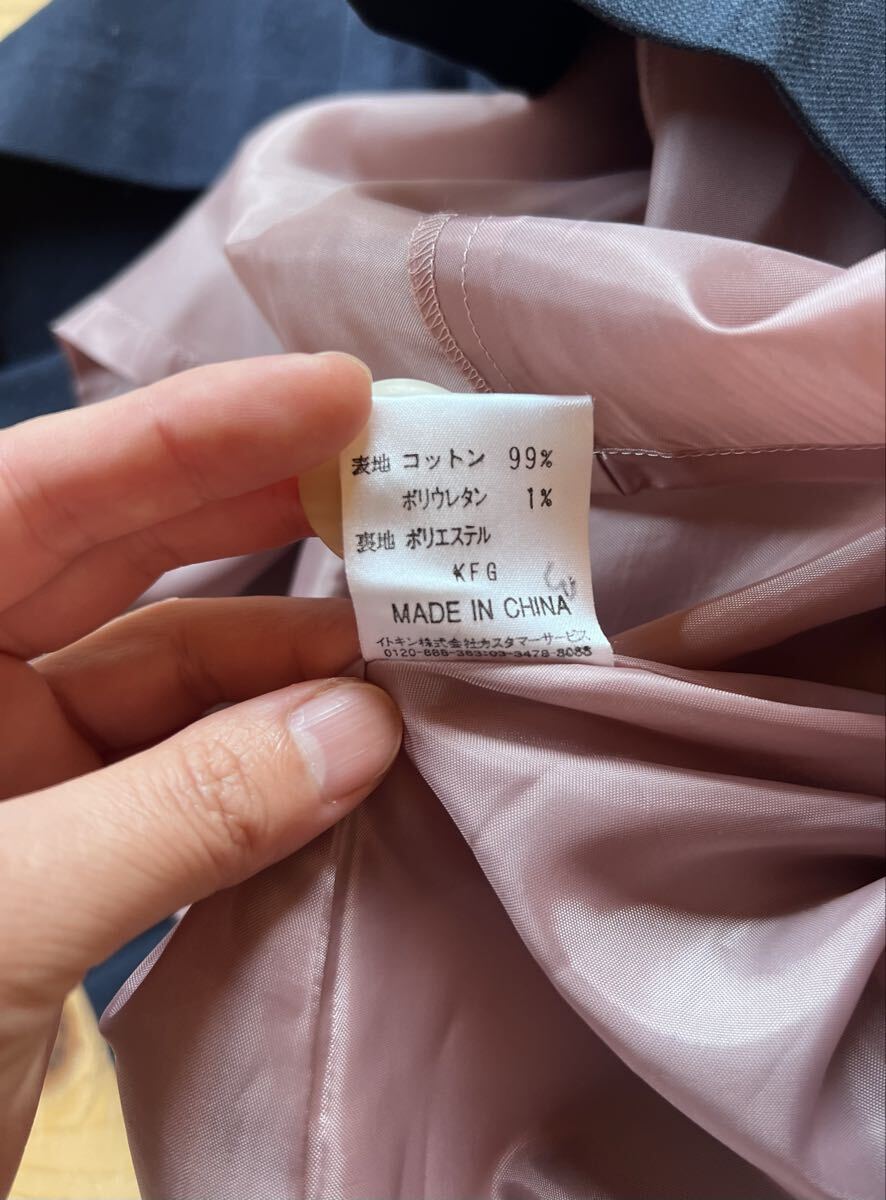 表地 コットン 99%
ポリウレタン 1%
裏地 ポリエステル
KFG
MADE IN CHINA
イトキン株式会社カスタマーサービス
0120-888-363:03-3478-8088